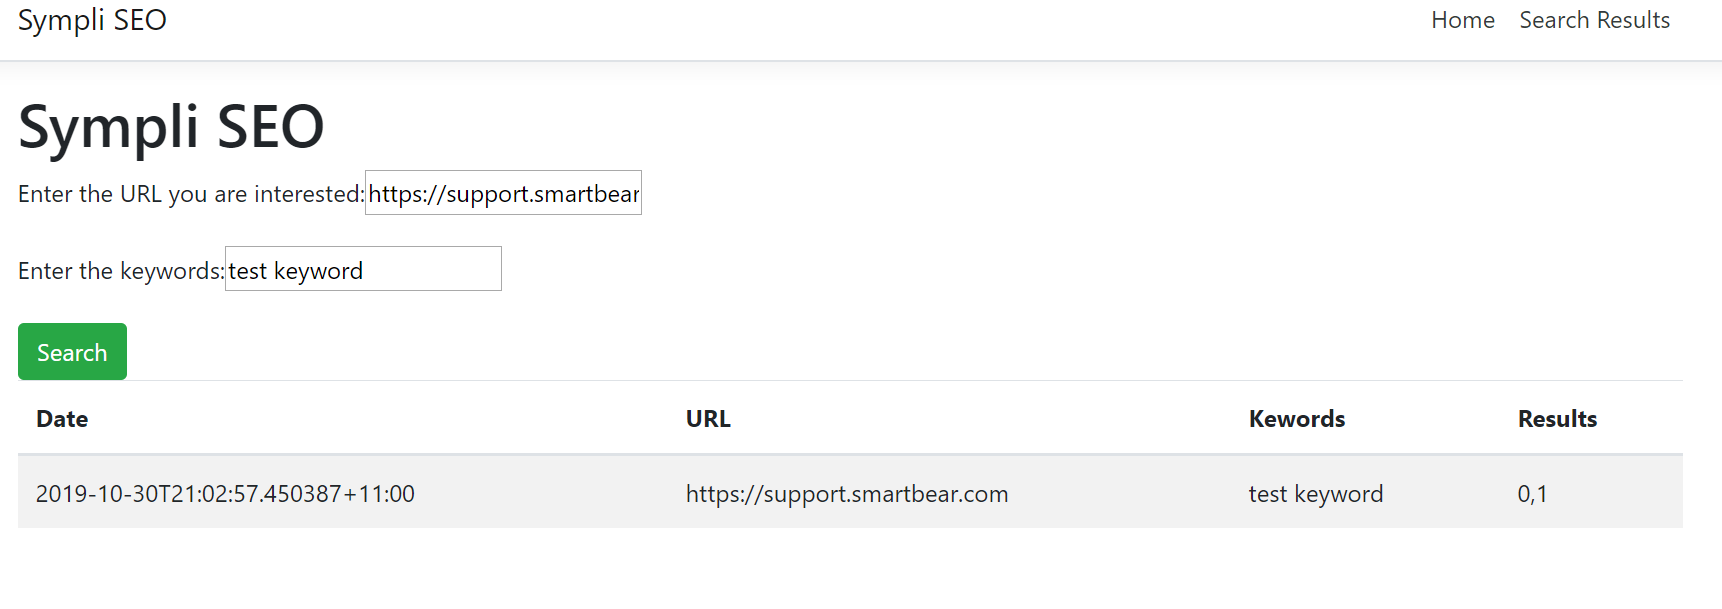 Sympli SEO Home Search Results
Sympli SEO
Enter the URL you are interested: https://support.smartbear
Enter the keywords: test keyword
Search
Date URL Kewords Results
2019-10-30T21:02:57.450387+11:00 https://support.smartbear.com test keyword 0,1